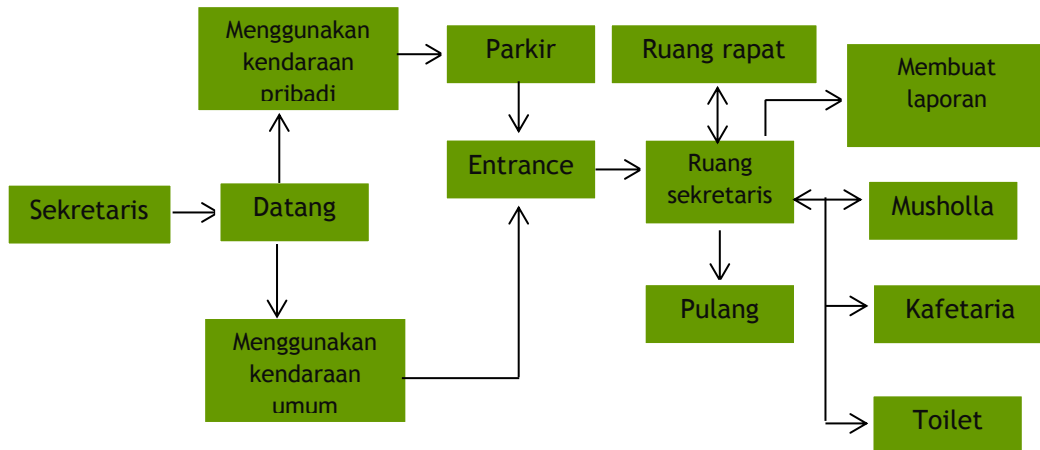 Menggunakan
kendaraan
pribadi
Parkir
Ruang rapat
Membuat
laporan
Entrance
Ruang
sekretaris
Sekretaris
Datang
Musholla
Pulang
Kafetaria
Menggunakan
kendaraan
umum
Toilet